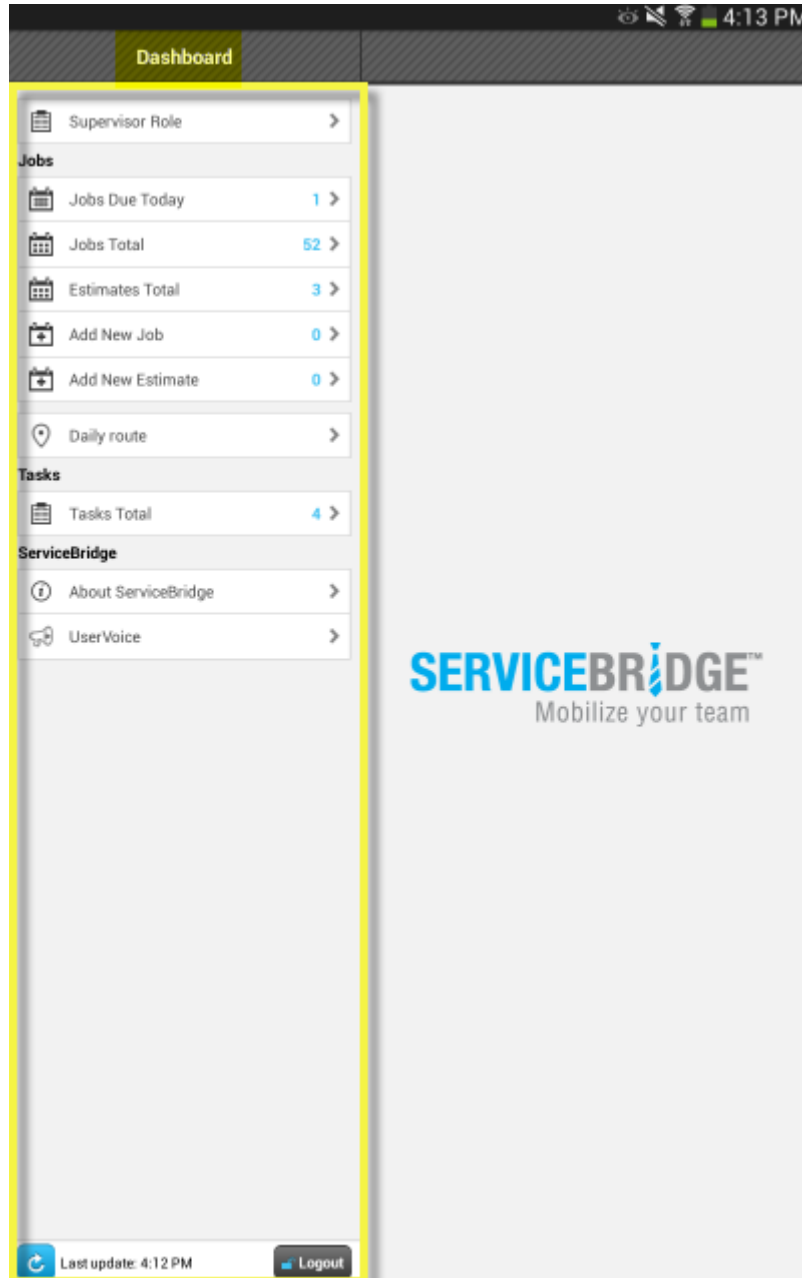 4:13 PM
Dashboard
Supervisor Role
Jobs
Jobs Due Today 1
Jobs Total 52
Estimates Total 3
Add New Job 0
Add New Estimate 0
Daily route
Tasks
Tasks Total 4
ServiceBridge
About ServiceBridge
UserVoice
SERVICEBRIDGE™
Mobilize your team
Last update: 4:12 PM Logout